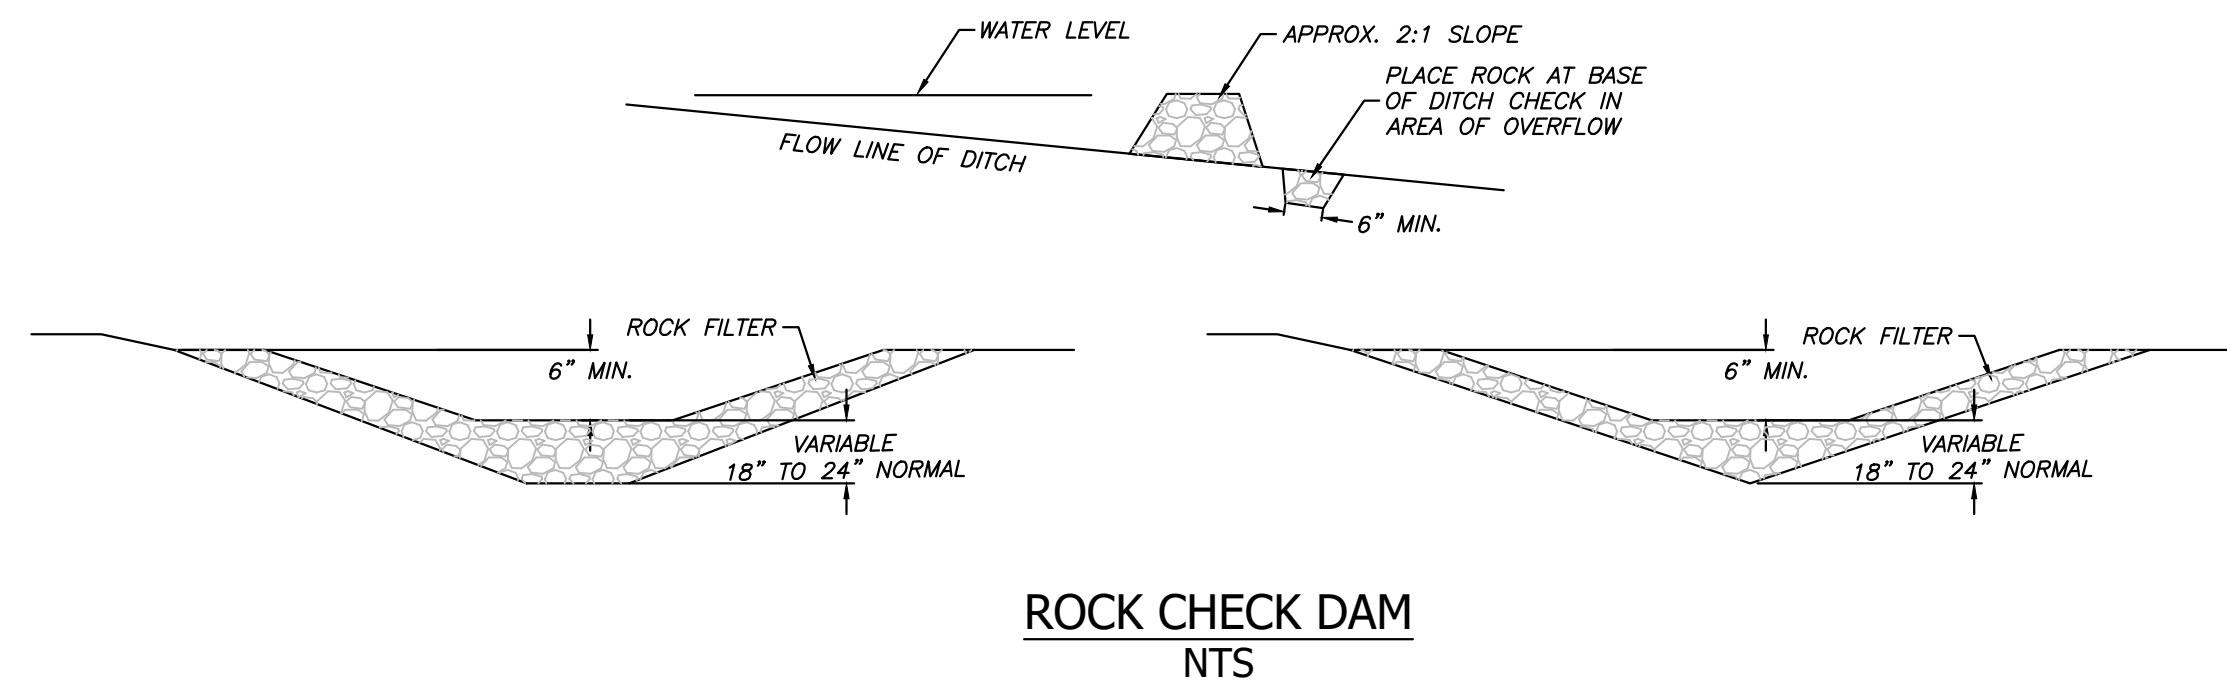 WATER LEVEL
APPROX. 2:1 SLOPE
PLACE ROCK AT BASE
OF DITCH CHECK IN
AREA OF OVERFLOW
FLOW LINE OF DITCH
6" MIN.
ROCK FILTER
6" MIN.
VARIABLE
18" TO 24" NORMAL
ROCK FILTER
6" MIN.
VARIABLE
18" TO 24" NORMAL
ROCK CHECK DAM
NTS